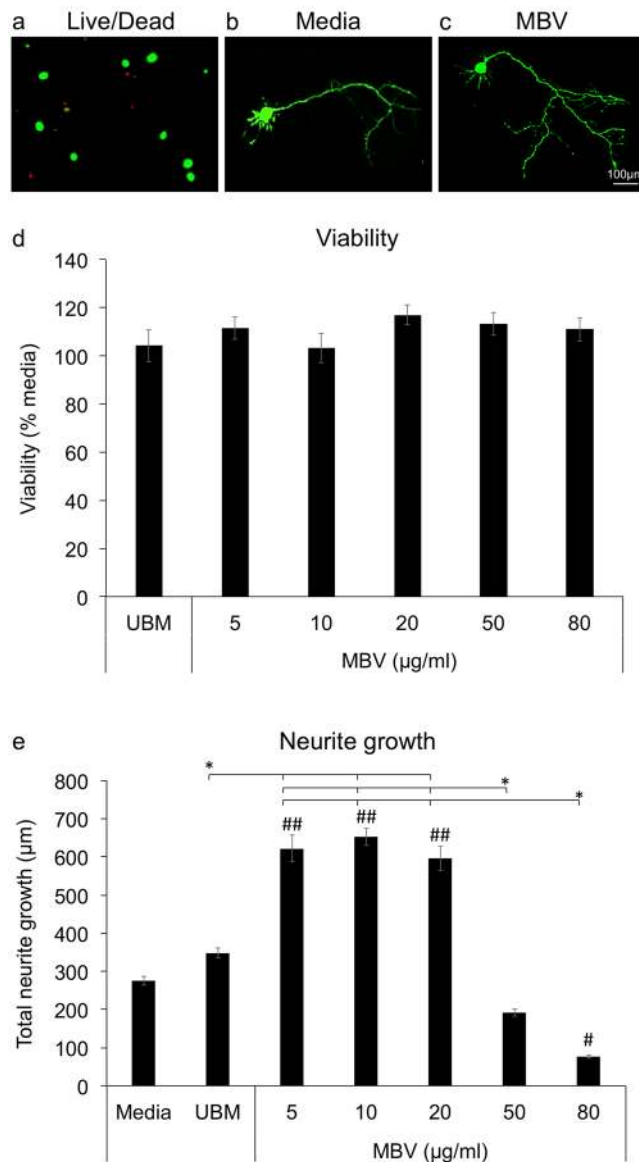 a Live/Dead b Media c MBV
100µm
d Viability
140
120
100
80
60
40
20
0
Viability (% media)
UBM 5 10 20 50 80
MBV (µg/ml)
e Neurite growth
800
700
600
500
400
300
200
100
0
Total neurite growth (µm)
*
*
*
## ## ##
#
Media UBM 5 10 20 50 80
MBV (µg/ml)